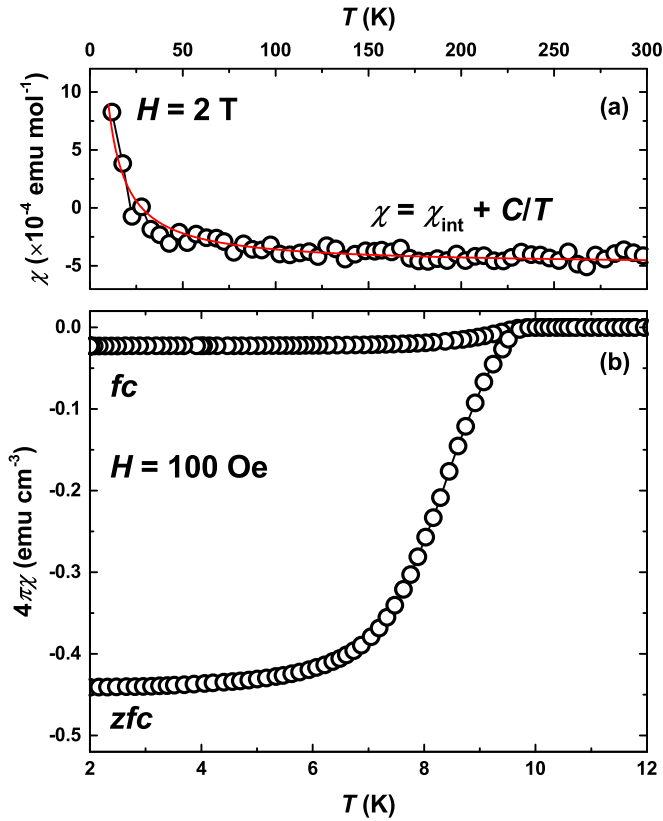 T (K)
0 50 100 150 200 250 300
10
5
0
-5
χ (×10⁻⁴ emu mol⁻¹)
H = 2 T
(a)
χ = χint + C/T
0.0
-0.1
-0.2
-0.3
-0.4
-0.5
4πχ (emu cm⁻³)
(b)
fc
H = 100 Oe
zfc
2 4 6 8 10 12
T (K)